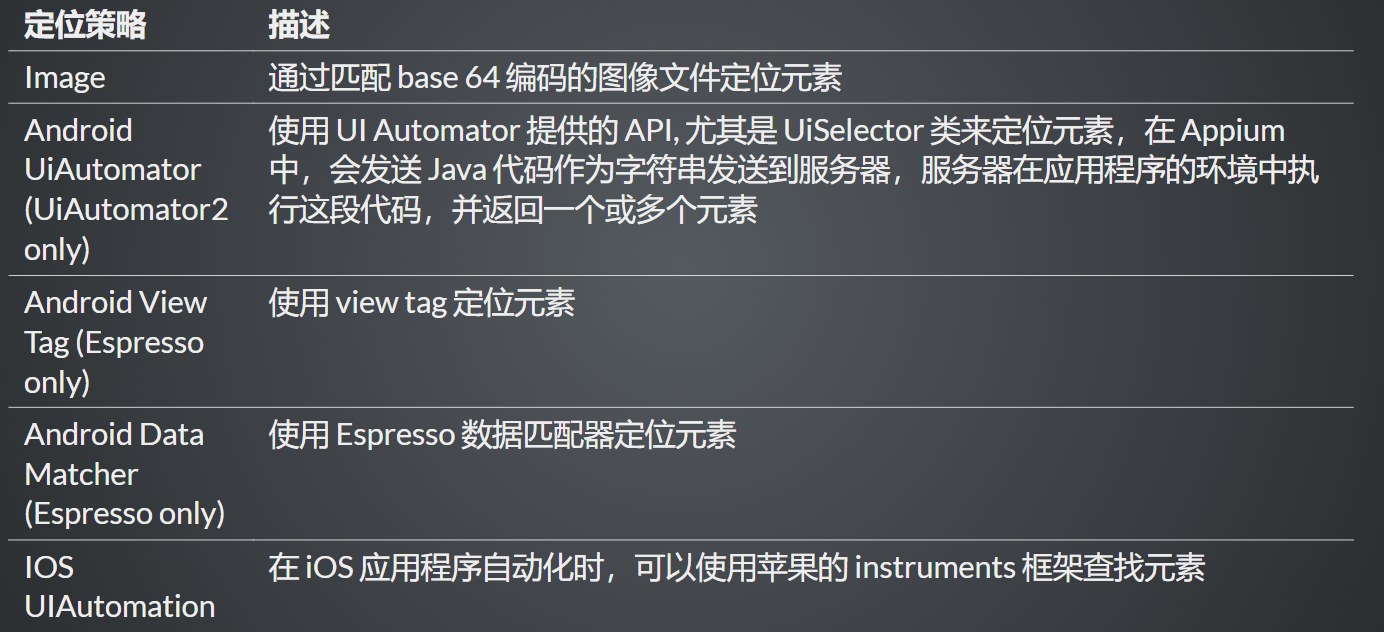 定位策略 描述
Image 通过匹配 base 64 编码的图像文件定位元素
Android 使用 UI Automator 提供的 API, 尤其是 UiSelector 类来定位元素，在 Appium
UiAutomator 中，会发送 Java 代码作为字符串发送到服务器，服务器在应用程序的环境中执
(UiAutomator2 行这段代码，并返回一个或多个元素
only)
Android View 使用 view tag 定位元素
Tag (Espresso
only)
Android Data 使用 Espresso 数据匹配器定位元素
Matcher
(Espresso only)
IOS 在 iOS 应用程序自动化时，可以使用苹果的 instruments 框架查找元素
UIAutomation